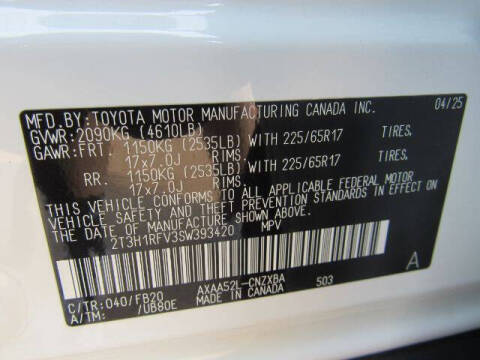 MFD.BY:TOYOTA MOTOR MANUFACTURING CANADA INC. 04/25
GVWR:2090KG (4610LB)
GAWR:FRT. 1150KG (2535LB) WITH 225/65R17 TIRES.
17x7.0J RIMS.
RR. 1150KG (2535LB) WITH 225/65R17 TIRES.
17x7.0J RIMS.
THIS VEHICLE CONFORMS TO ALL APPLICABLE FEDERAL MOTOR
VEHICLE SAFETY AND THEFT PREVENTION STANDARDS IN EFFECT ON
THE DATE OF MANUFACTURE SHOWN ABOVE.
2T3H1RFV3SW393420 MPV
A
C/TR:040/FB20 AXAA52L-CNZXBA 503
A/TM: /UB80E MADE IN CANADA